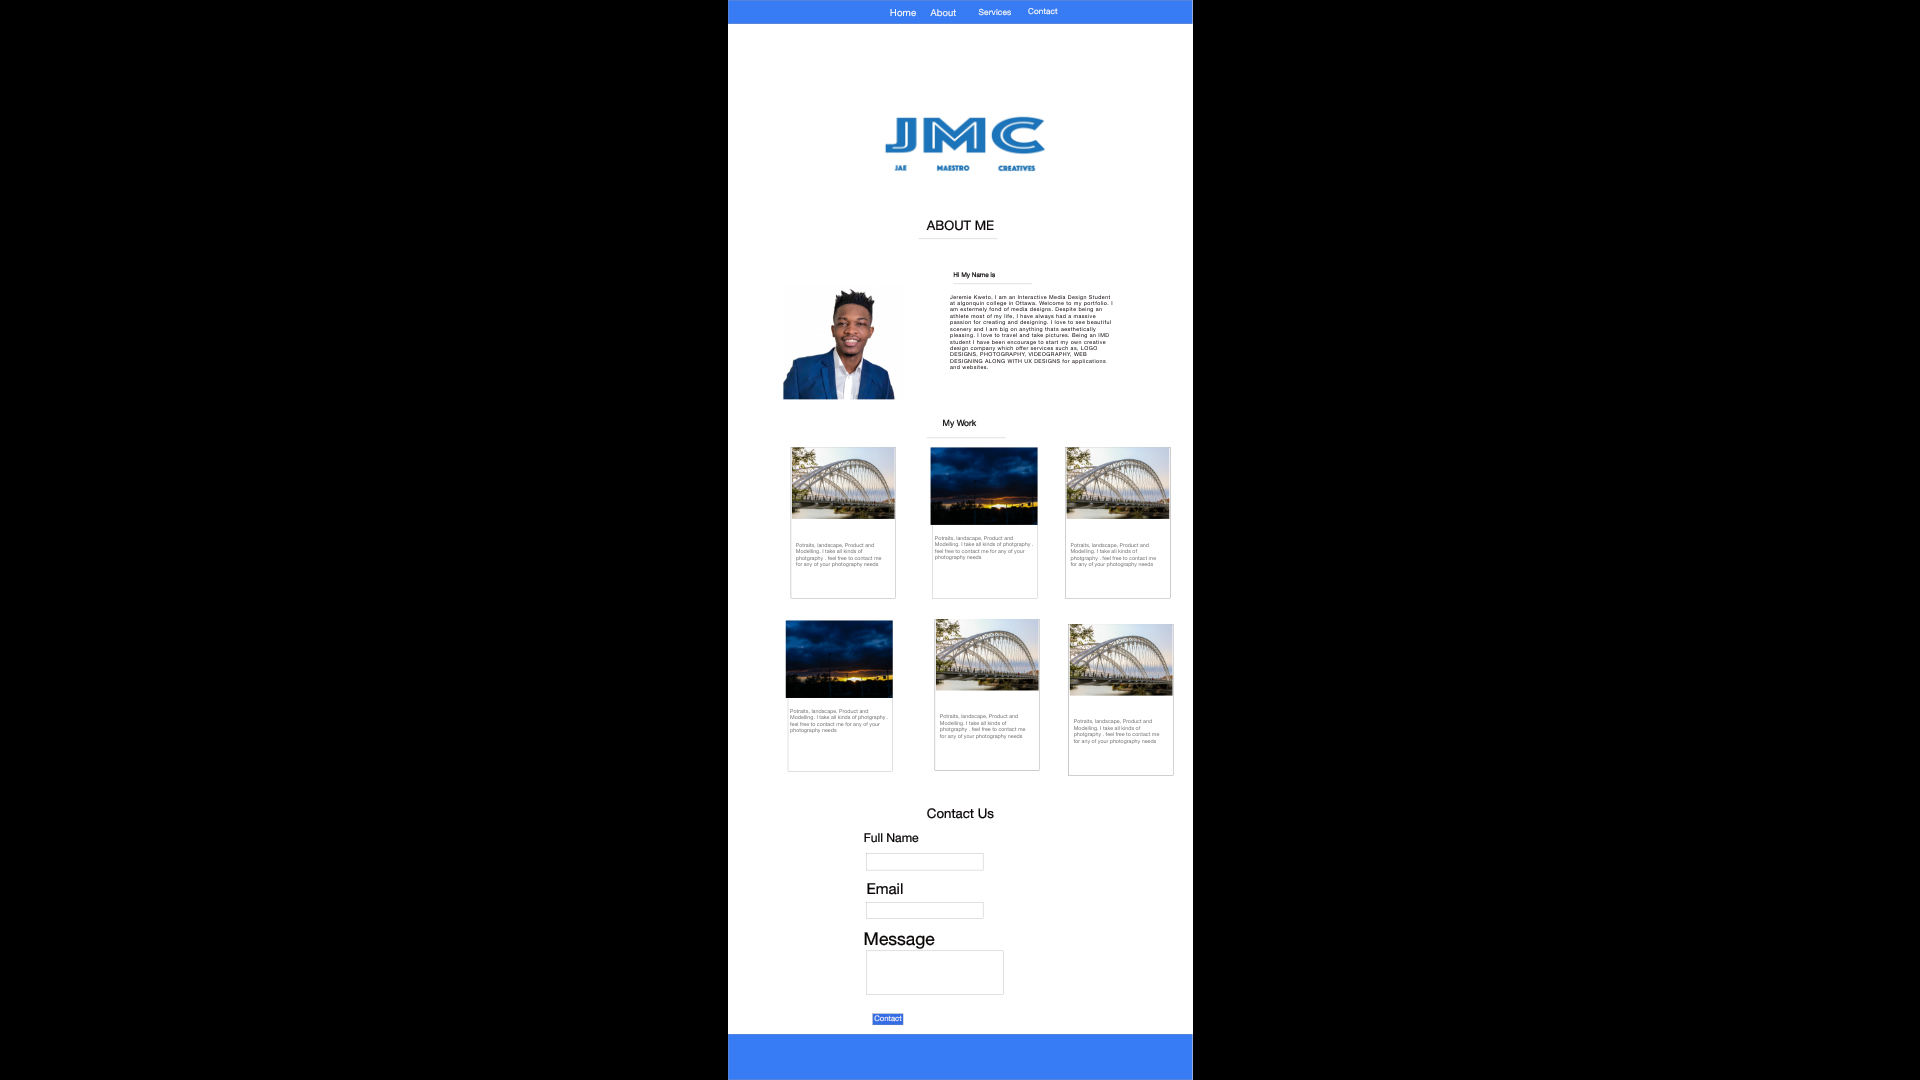 Home About Services Contact
JMC
JAE MAESTRO CREATIVES
ABOUT ME
Hi My Name is
Jeremie Kweto, I am an Interactive Media Design Student
at algonquin college in Ottawa. Welcome to my portfolio. I
am extermely fond of media designs. Despite being an
athlete most of my life, I have always had a massive
passion for creating and designing. I love to see beautiful
scenery and I am big on anything thats aesthetically
pleasing. I love to travel and take pictures. Being an IMD
student I have been encourage to start my own creative
design company which offer services such as, LOGO
DESIGNS, PHOTOGRAPHY, VIDEOGRAPHY, WEB
DESIGNING ALONG WITH UX DESIGNS for applications
and websites.
My Work
Potraits, landscape, Product and
Modelling. I take all kinds of
photgraphy . feel free to contact me
for any of your photography needs
Potraits, landscape, Product and
Modelling. I take all kinds of photgraphy .
feel free to contact me for any of your
photography needs
Potraits, landscape, Product and
Modelling. I take all kinds of
photgraphy . feel free to contact me
for any of your photography needs
Potraits, landscape, Product and
Modelling. I take all kinds of photgraphy .
feel free to contact me for any of your
photography needs
Potraits, landscape, Product and
Modelling. I take all kinds of
photgraphy . feel free to contact me
for any of your photography needs
Potraits, landscape, Product and
Modelling. I take all kinds of
photgraphy . feel free to contact me
for any of your photography needs
Contact Us
Full Name
Email
Message
Contact